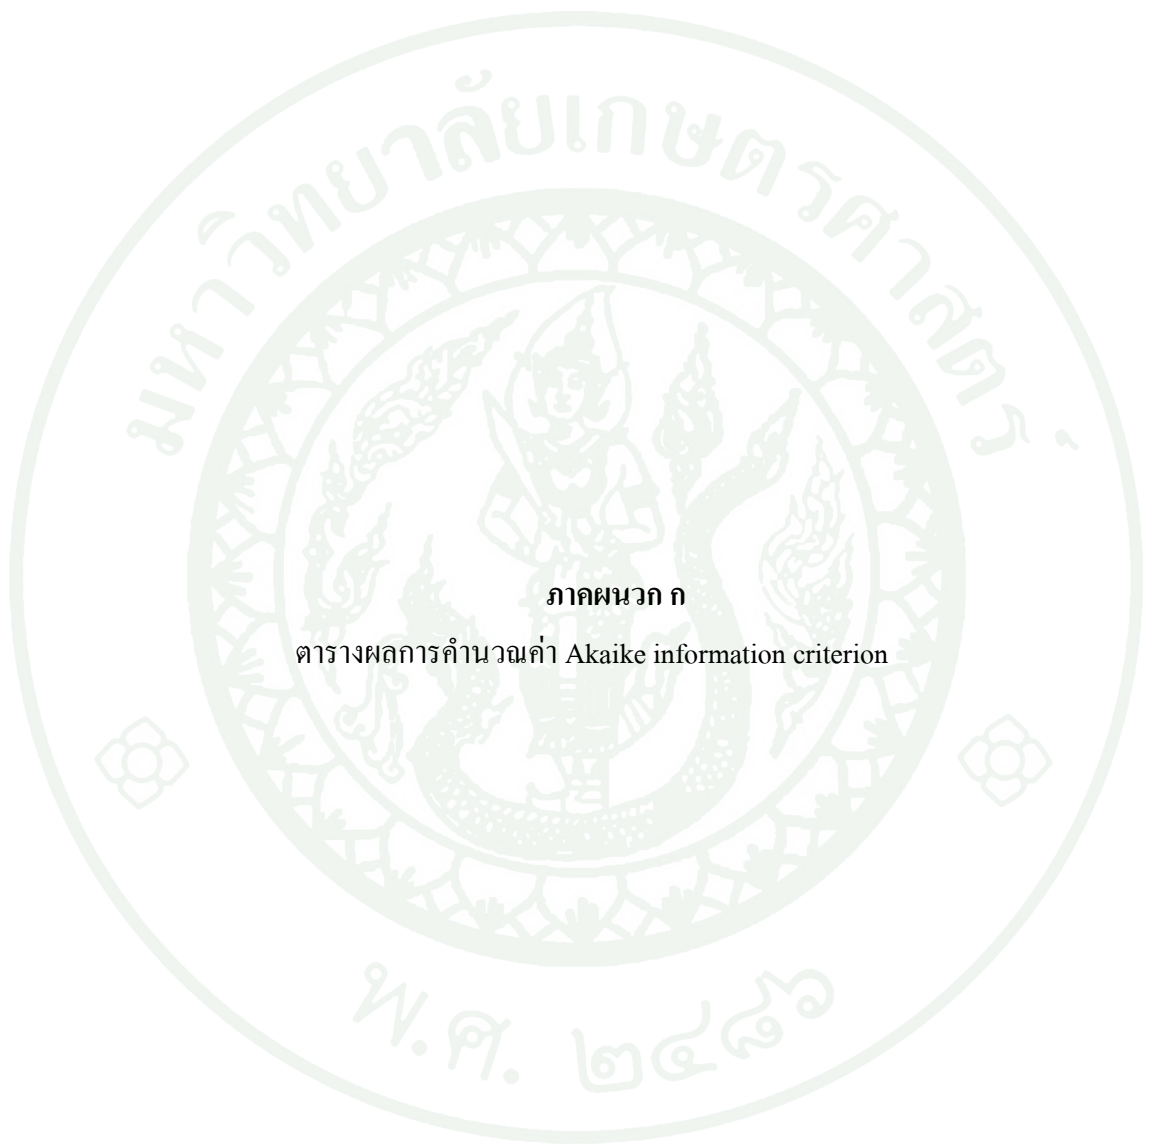 มหาวิทยาลัยเกษตรศาสตร์
ภาคผนวก ก
ตารางผลการคำนวณค่า Akaike information criterion
พ.ศ. ๒๔๘๖